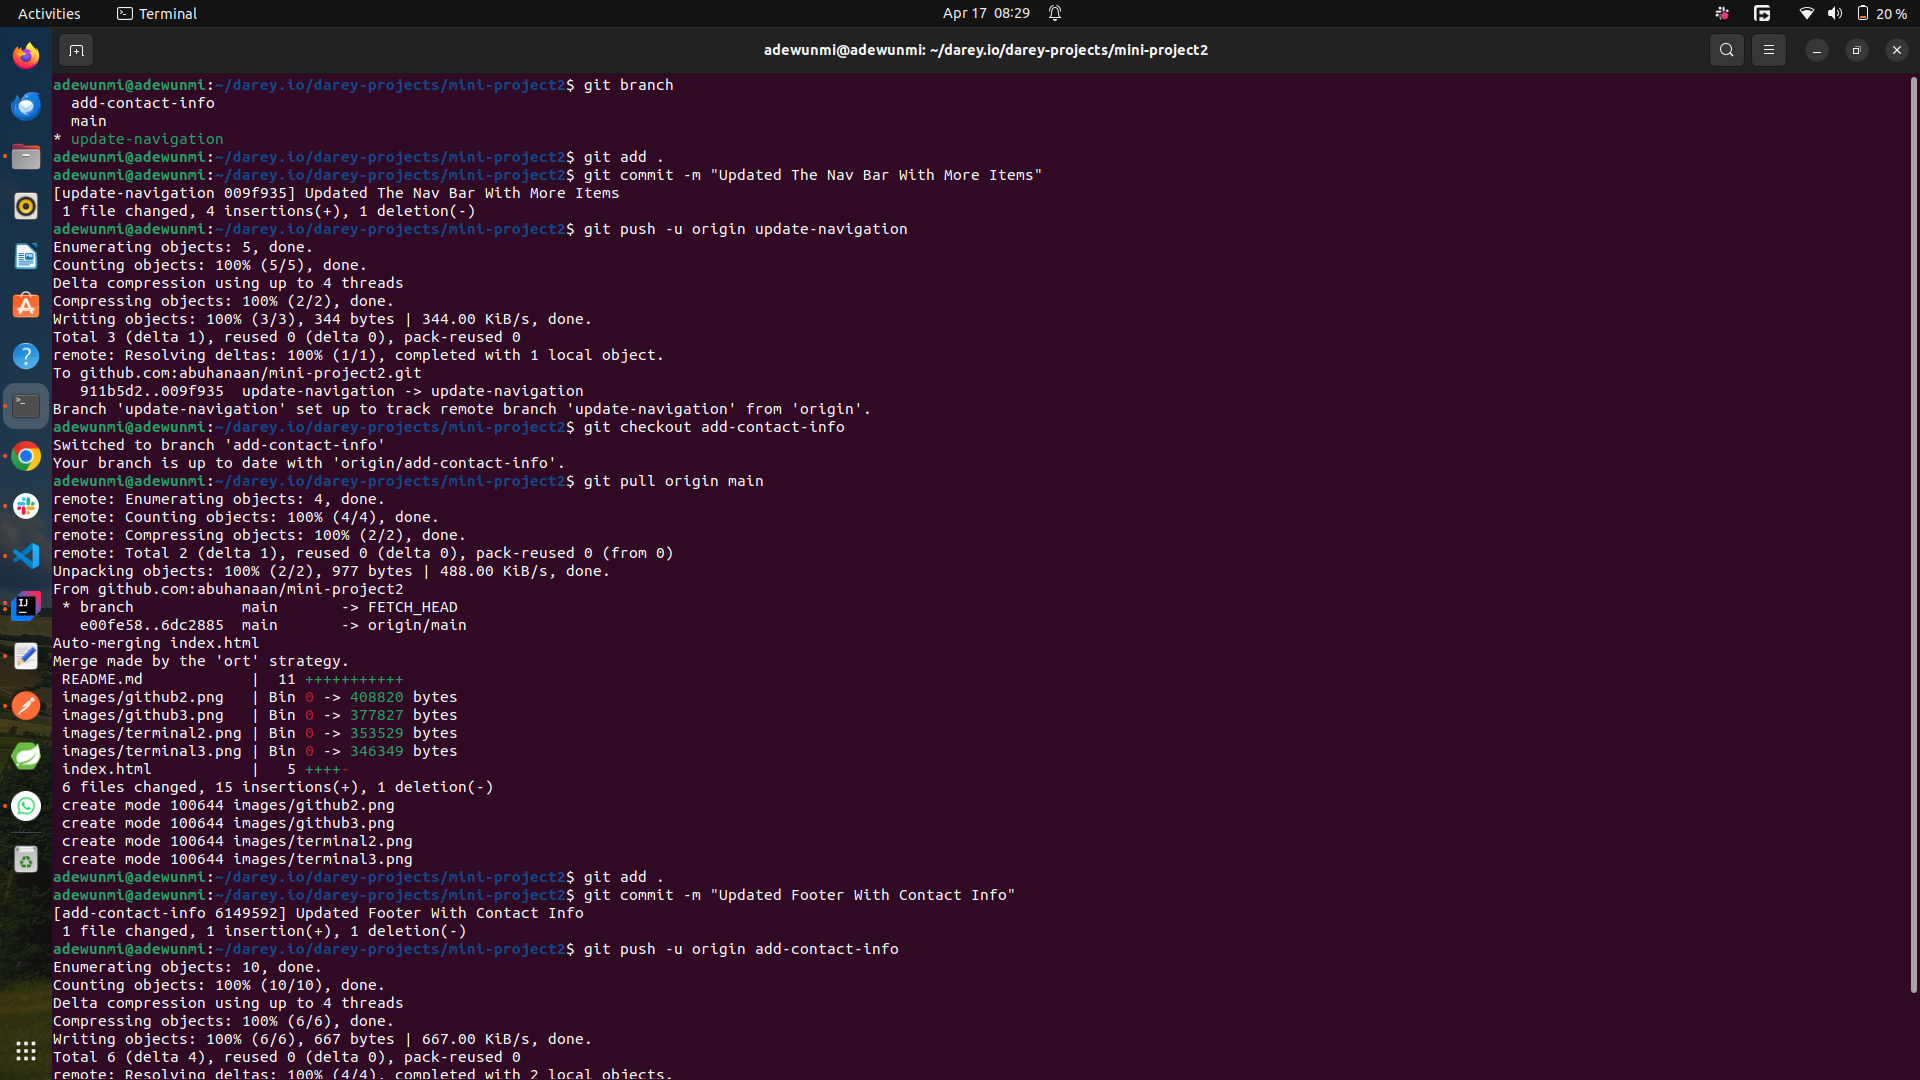 Activities
Terminal
Apr 17 08:29
20 %
adewunmi@adewunmi: ~/darey.io/darey-projects/mini-project2
adewunmi@adewunmi:~/darey.io/darey-projects/mini-project2$ git branch
  add-contact-info
  main
* update-navigation
adewunmi@adewunmi:~/darey.io/darey-projects/mini-project2$ git add .
adewunmi@adewunmi:~/darey.io/darey-projects/mini-project2$ git commit -m "Updated The Nav Bar With More Items"
[update-navigation 009f935] Updated The Nav Bar With More Items
 1 file changed, 4 insertions(+), 1 deletion(-)
adewunmi@adewunmi:~/darey.io/darey-projects/mini-project2$ git push -u origin update-navigation
Enumerating objects: 5, done.
Counting objects: 100% (5/5), done.
Delta compression using up to 4 threads
Compressing objects: 100% (2/2), done.
Writing objects: 100% (3/3), 344 bytes | 344.00 KiB/s, done.
Total 3 (delta 1), reused 0 (delta 0), pack-reused 0
remote: Resolving deltas: 100% (1/1), completed with 1 local object.
To github.com:abuhanaan/mini-project2.git
   911b5d2..009f935  update-navigation -> update-navigation
Branch 'update-navigation' set up to track remote branch 'update-navigation' from 'origin'.
adewunmi@adewunmi:~/darey.io/darey-projects/mini-project2$ git checkout add-contact-info
Switched to branch 'add-contact-info'
Your branch is up to date with 'origin/add-contact-info'.
adewunmi@adewunmi:~/darey.io/darey-projects/mini-project2$ git pull origin main
remote: Enumerating objects: 4, done.
remote: Counting objects: 100% (4/4), done.
remote: Compressing objects: 100% (2/2), done.
remote: Total 2 (delta 1), reused 0 (delta 0), pack-reused 0 (from 0)
Unpacking objects: 100% (2/2), 977 bytes | 488.00 KiB/s, done.
From github.com:abuhanaan/mini-project2
 * branch            main       -> FETCH_HEAD
   e00fe58..6dc2885  main       -> origin/main
Auto-merging index.html
Merge made by the 'ort' strategy.
 README.md            |  11 +++++++++++
 images/github2.png   | Bin 0 -> 408820 bytes
 images/github3.png   | Bin 0 -> 377827 bytes
 images/terminal2.png | Bin 0 -> 353529 bytes
 images/terminal3.png | Bin 0 -> 346349 bytes
 index.html           |   5 ++++-
 6 files changed, 15 insertions(+), 1 deletion(-)
 create mode 100644 images/github2.png
 create mode 100644 images/github3.png
 create mode 100644 images/terminal2.png
 create mode 100644 images/terminal3.png
adewunmi@adewunmi:~/darey.io/darey-projects/mini-project2$ git add .
adewunmi@adewunmi:~/darey.io/darey-projects/mini-project2$ git commit -m "Updated Footer With Contact Info"
[add-contact-info 6149592] Updated Footer With Contact Info
 1 file changed, 1 insertion(+), 1 deletion(-)
adewunmi@adewunmi:~/darey.io/darey-projects/mini-project2$ git push -u origin add-contact-info
Enumerating objects: 10, done.
Counting objects: 100% (10/10), done.
Delta compression using up to 4 threads
Compressing objects: 100% (6/6), done.
Writing objects: 100% (6/6), 667 bytes | 667.00 KiB/s, done.
Total 6 (delta 4), reused 0 (delta 0), pack-reused 0
remote: Resolving deltas: 100% (4/4), completed with 2 local objects.